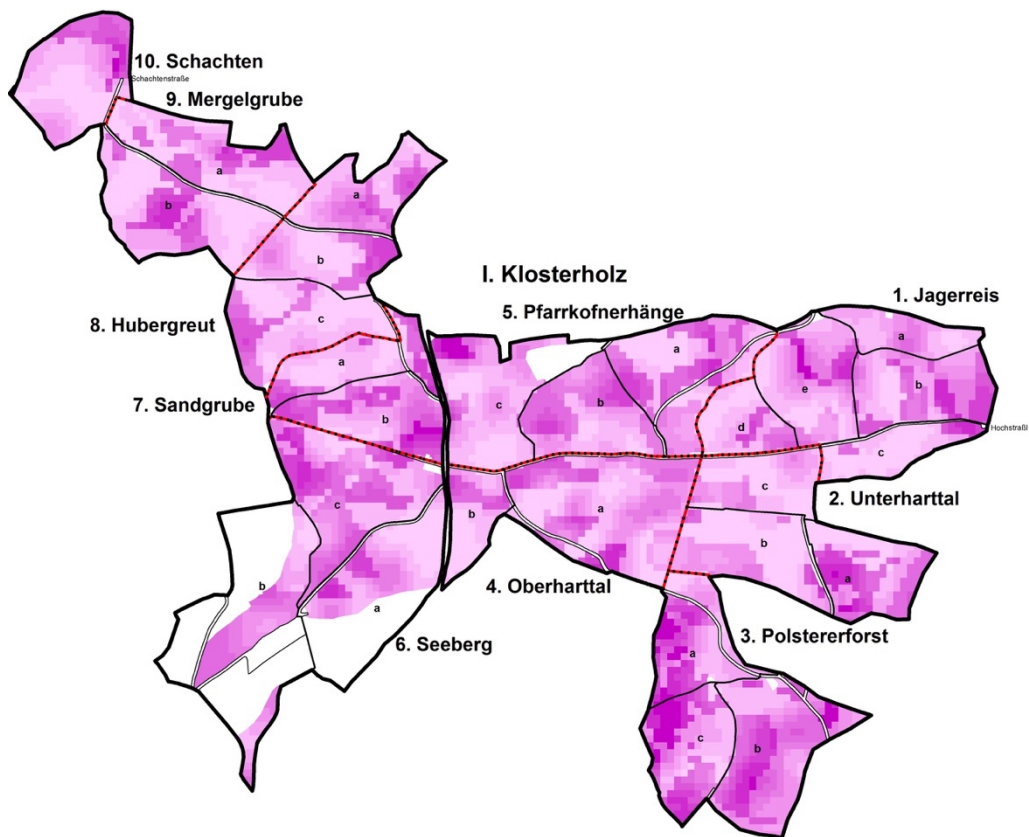 10. Schachten
Schachtenstraße
9. Mergelgrube
a
b
a
b
I. Klosterholz
5. Pfarrkofnerhänge
1. Jagerreis
8. Hubergreut
c
a
a
a
e
b
7. Sandgrube
b
c
b
d
Hochstraß
c
c
c
2. Unterharttal
a
b
b
a
b
4. Oberharttal
a
6. Seeberg
3. Polstererforst
a
c
b